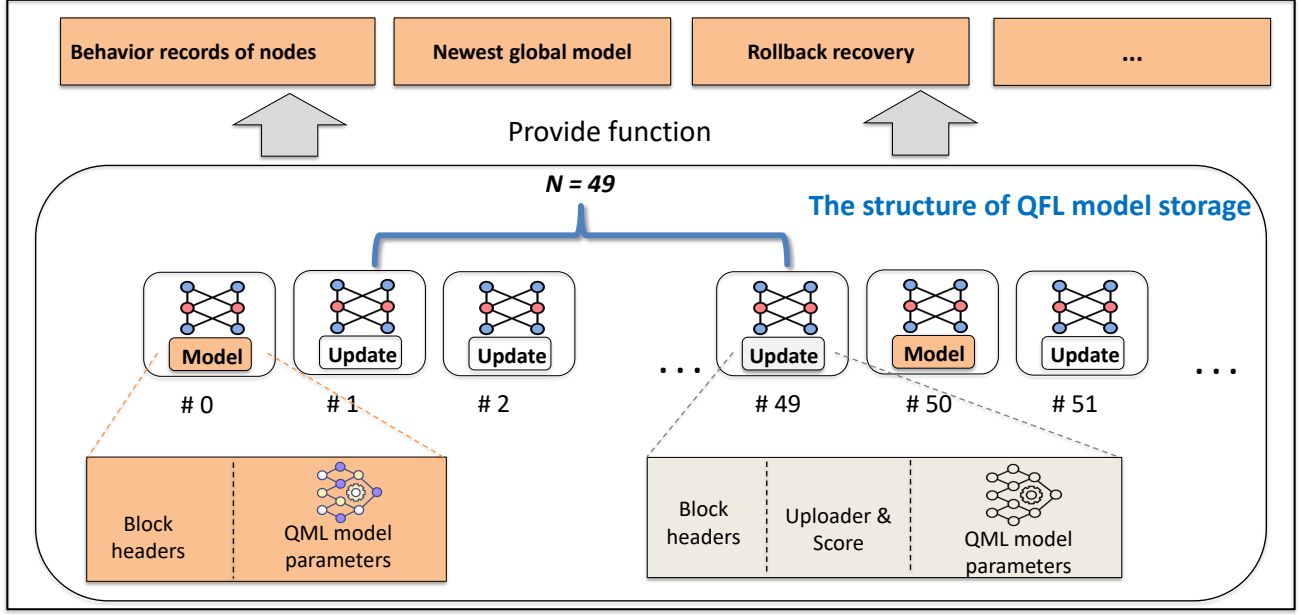 Behavior records of nodes
Newest global model
Rollback recovery
...
Provide function
N = 49
The structure of QFL model storage
Model
Update
Update
...
Update
Model
Update
...
# 0
# 1
# 2
# 49
# 50
# 51
Block
headers
QML model
parameters
Block
headers
Uploader &
Score
QML model
parameters